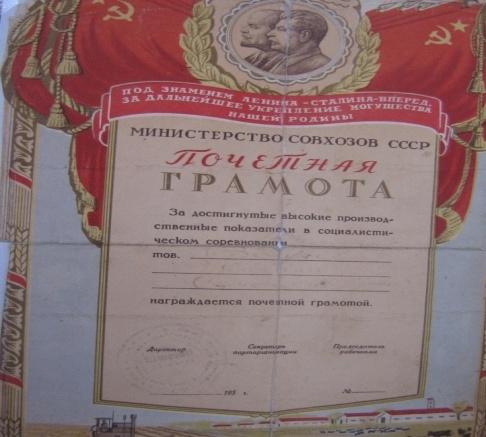 ПОД ЗНАМЕНЕМ ЛЕНИНА-СТАЛИНА-ВПЕРЕД,
ЗА ДАЛЬНЕЙШЕЕ УКРЕПЛЕНИЕ МОГУЩЕСТВА
НАШЕЙ РОДИНЫ
МИНИСТЕРСТВО СОВХОЗОВ СССР
ПОЧЕТНАЯ
ГРАМОТА
За достигнутые высокие производ-
ственные показатели в социалисти-
ческом соревновании
тов.
награждается почетной грамотой.
Директор Секретарь Председатель
парторганизации рабочкома
195 г. №